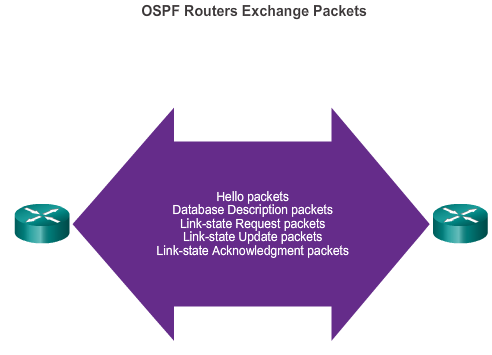 OSPF Routers Exchange Packets
Hello packets
Database Description packets
Link-state Request packets
Link-state Update packets
Link-state Acknowledgment packets